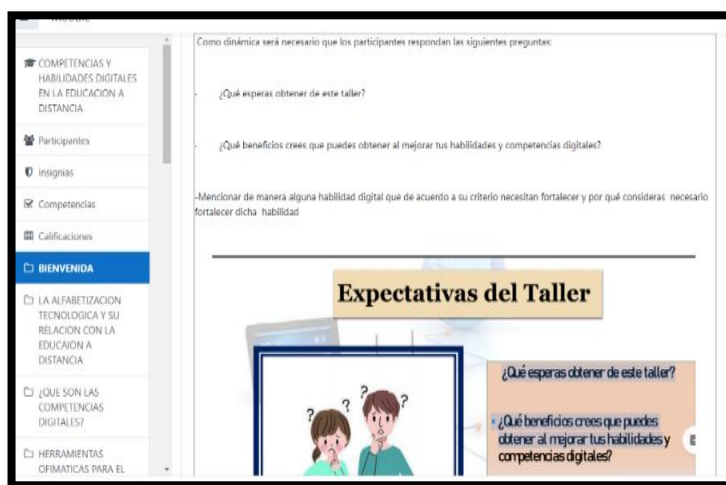 COMPETENCIAS Y
HABILIDADES DIGITALES
EN LA EDUCACION A
DISTANCIA
Participantes
Insignias
Competencias
Calificaciones
BIENVENIDA
LA ALFABETIZACION
TECNOLOGICA Y SU
RELACION CON LA
EDUCAION A
DISTANCIA
¿QUE SON LAS
COMPETENCIAS
DIGITALES?
HERRAMIENTAS
OFIMATICAS PARA EL
Como dinámica será necesario que los participantes respondan las siguientes preguntas:
· ¿Qué esperas obtener de este taller?
· ¿Qué beneficios crees que puedes obtener al mejorar tus habilidades y competencias digitales?
-Mencionar de manera alguna habilidad digital que de acuerdo a su criterio necesitan fortalecer y por qué consideras necesario
fortalecer dicha habilidad
Expectativas del Taller
¿Qué esperas obtener de este taller?
• ¿Qué beneficios crees que puedes
obtener al mejorar tus habilidades y
competencias digitales?